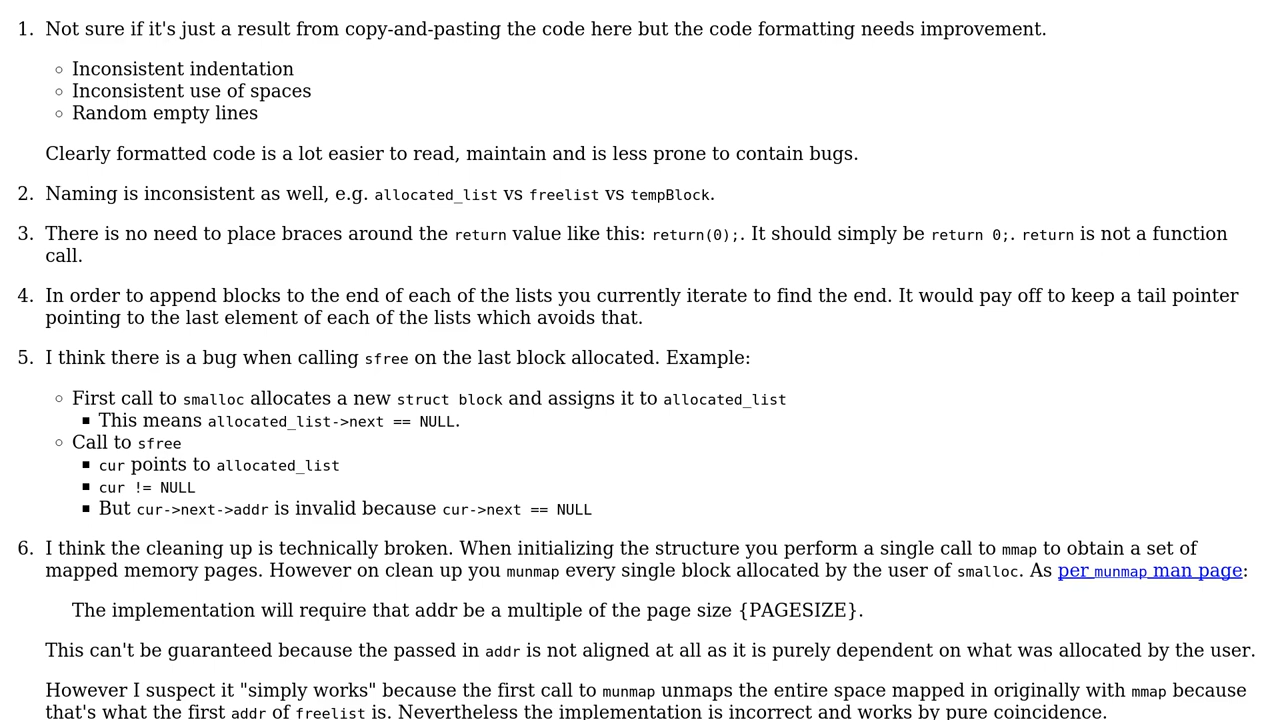 1. Not sure if it's just a result from copy-and-pasting the code here but the code formatting needs improvement.
Inconsistent indentation
Inconsistent use of spaces
Random empty lines
Clearly formatted code is a lot easier to read, maintain and is less prone to contain bugs.
2. Naming is inconsistent as well, e.g. allocated_list vs freelist vs tempBlock.
3. There is no need to place braces around the return value like this: return(0);. It should simply be return 0;. return is not a function
call.
4. In order to append blocks to the end of each of the lists you currently iterate to find the end. It would pay off to keep a tail pointer
pointing to the last element of each of the lists which avoids that.
5. I think there is a bug when calling sfree on the last block allocated. Example:
First call to smalloc allocates a new struct block and assigns it to allocated_list
This means allocated_list->next == NULL.
Call to sfree
cur points to allocated_list
cur != NULL
But cur->next->addr is invalid because cur->next == NULL
6. I think the cleaning up is technically broken. When initializing the structure you perform a single call to mmap to obtain a set of
mapped memory pages. However on clean up you munmap every single block allocated by the user of smalloc. As per munmap man page:
The implementation will require that addr be a multiple of the page size {PAGESIZE}.
This can't be guaranteed because the passed in addr is not aligned at all as it is purely dependent on what was allocated by the user.
However I suspect it "simply works" because the first call to munmap unmaps the entire space mapped in originally with mmap because
that's what the first addr of freelist is. Nevertheless the implementation is incorrect and works by pure coincidence.